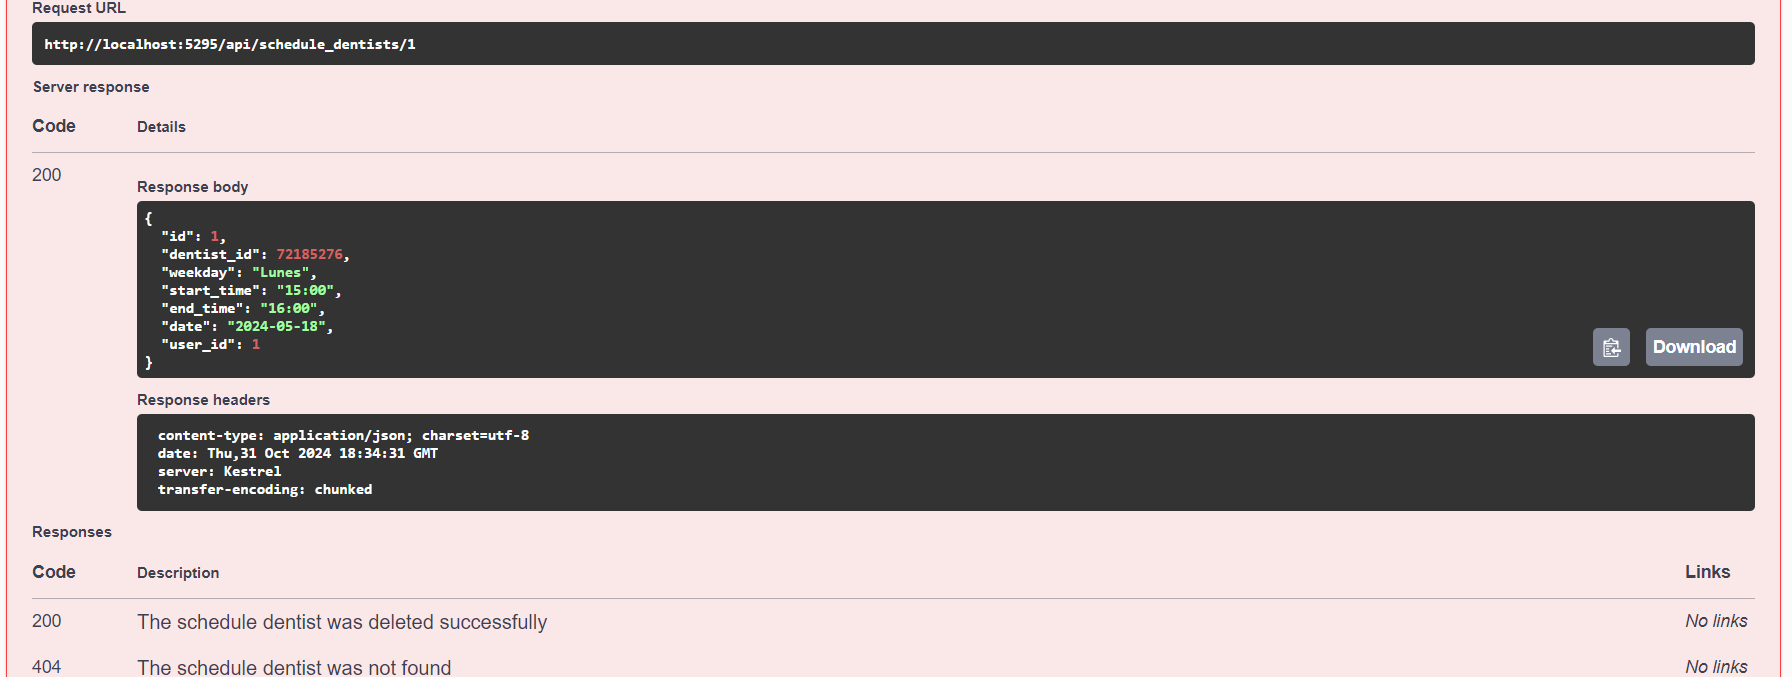 Request URL
http://localhost:5295/api/schedule_dentists/1
Server response
Code Details
200
Response body
{
"id": 1,
"dentist_id": 72185276,
"weekday": "Lunes",
"start_time": "15:00",
"end_time": "16:00",
"date": "2024-05-18",
"user_id": 1
}
Download
Response headers
content-type: application/json; charset=utf-8
date: Thu,31 Oct 2024 18:34:31 GMT
server: Kestrel
transfer-encoding: chunked
Responses
Code Description Links
200 The schedule dentist was deleted successfully No links
404 The schedule dentist was not found No links